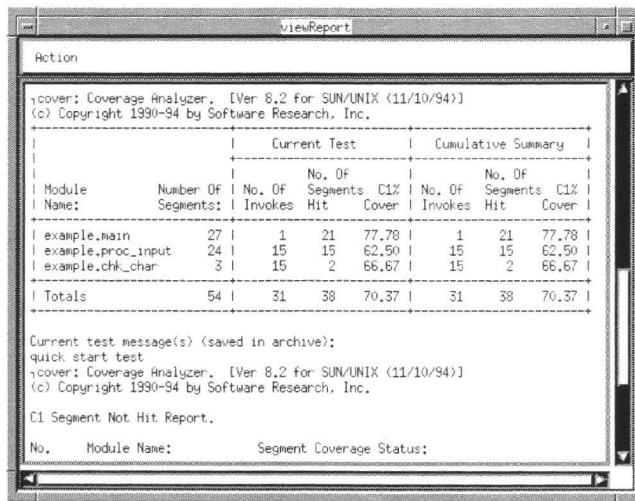 viewReport
Action
cover: Coverage Analyzer. [Ver 8.2 for SUN/UNIX (11/10/94)]
(c) Copyright 1990-94 by Software Research, Inc.
Current Test Cumulative Summary
No. Of No. Of
Module Number Of No. Of Segments C1% No. Of Segments C1%
Name: Segments: Invokes Hit Cover Invokes Hit Cover
example.main 27 1 21 77.78 1 21 77.78
example.proc_input 24 15 15 62.50 15 15 62.50
example.chk_char 3 15 2 66.67 15 2 66.67
Totals 54 31 38 70.37 31 38 70.37
Current test message(s) (saved in archive):
quick start test
cover: Coverage Analyzer. [Ver 8.2 for SUN/UNIX (11/10/94)]
(c) Copyright 1990-94 by Software Research, Inc.
C1 Segment Not Hit Report.
No. Module Name: Segment Coverage Status: